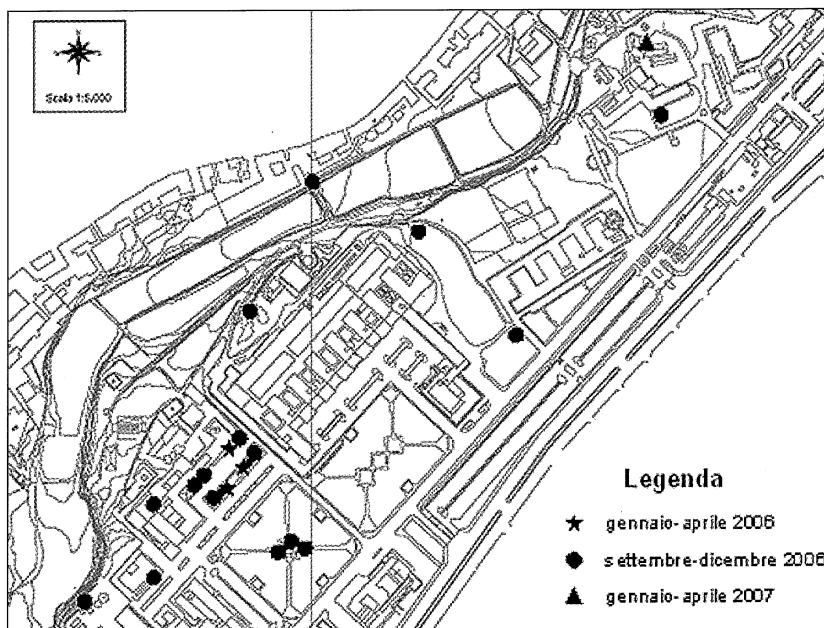 Scala 1:5.000
Legenda
gennaio-aprile 2006
settembre-dicembre 2006
gennaio-aprile 2007